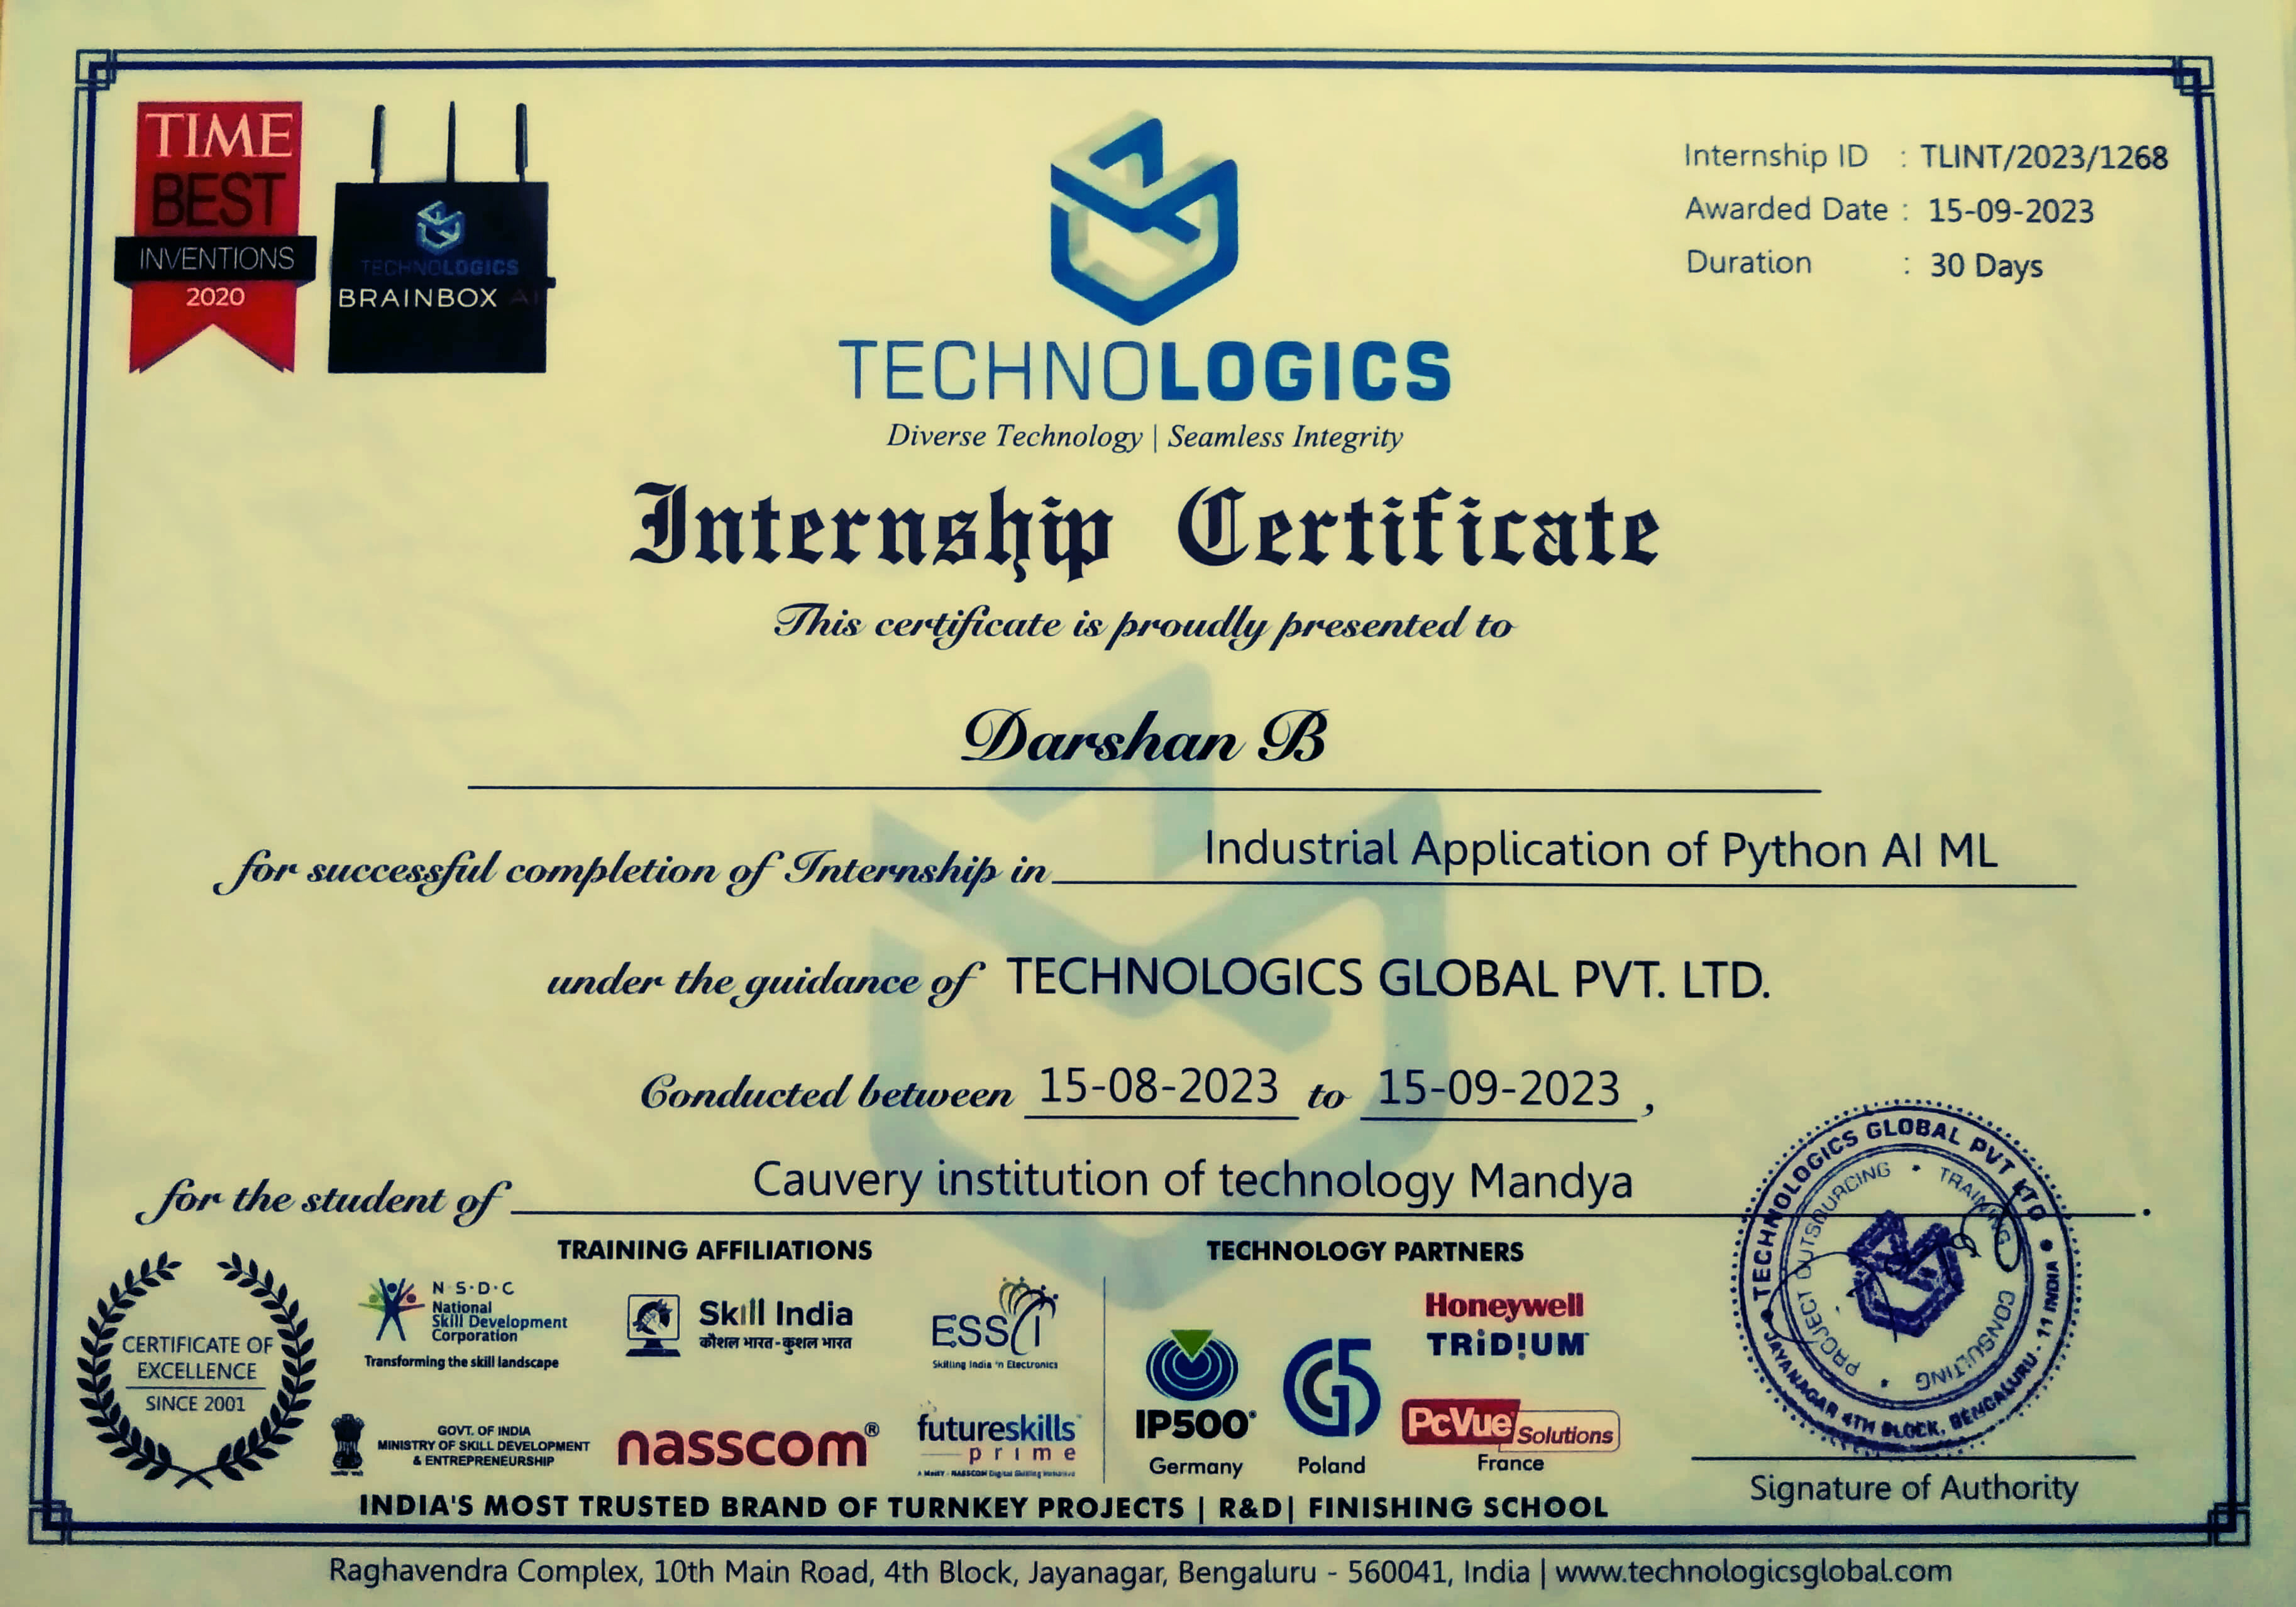 TIME
BEST
INVENTIONS
2020
TECHNOLOGICS
BRAINBOX AI
Internship ID : TLINT/2023/1268
Awarded Date : 15-09-2023
Duration : 30 Days
TECHNOLOGICS
Diverse Technology | Seamless Integrity
Internship Certificate
This certificate is proudly presented to
Darshan B
for successful completion of Internship in Industrial Application of Python AI ML
under the guidance of TECHNOLOGICS GLOBAL PVT. LTD.
Conducted between 15-08-2023 to 15-09-2023,
for the student of Cauvery institution of technology Mandya.
CERTIFICATE OF
EXCELLENCE
SINCE 2001
TRAINING AFFILIATIONS
N·S·D·C
National
Skill Development
Corporation
Transforming the skill landscape
Skill India
कौशल भारत-कुशल भारत
ESSCI
Skilling India 'n Electronics
GOVT. OF INDIA
MINISTRY OF SKILL DEVELOPMENT
& ENTREPRENEURSHIP
nasscom®
futureskills
prime
A MeitY - NASSCOM Digital Skilling Initiative
TECHNOLOGY PARTNERS
IP500
Germany
G5
Poland
Honeywell
TRiD!UM
PcVue Solutions
France
TECHNOLOGICS GLOBAL PVT LTD
JAYANAGAR 4TH BLOCK, BENGALURU - 11 INDIA
PROJECT OUTSOURCING • TRAINING • CONSULTING
Signature of Authority
INDIA'S MOST TRUSTED BRAND OF TURNKEY PROJECTS | R&D| FINISHING SCHOOL
Raghavendra Complex, 10th Main Road, 4th Block, Jayanagar, Bengaluru - 560041, India | www.technologicsglobal.com